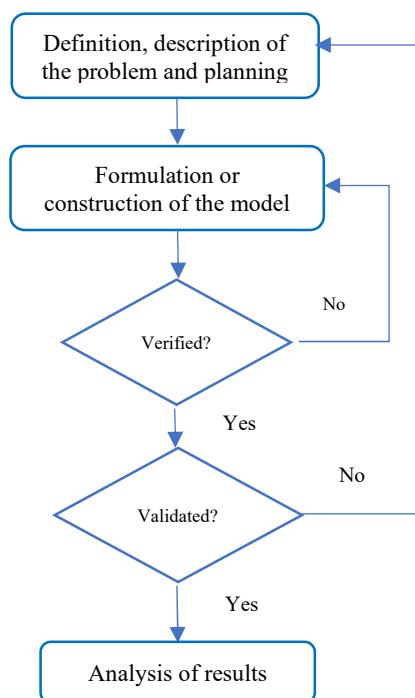 Definition, description of
the problem and planning
Formulation or
construction of the model
No
Verified?
Yes
No
Validated?
Yes
Analysis of results